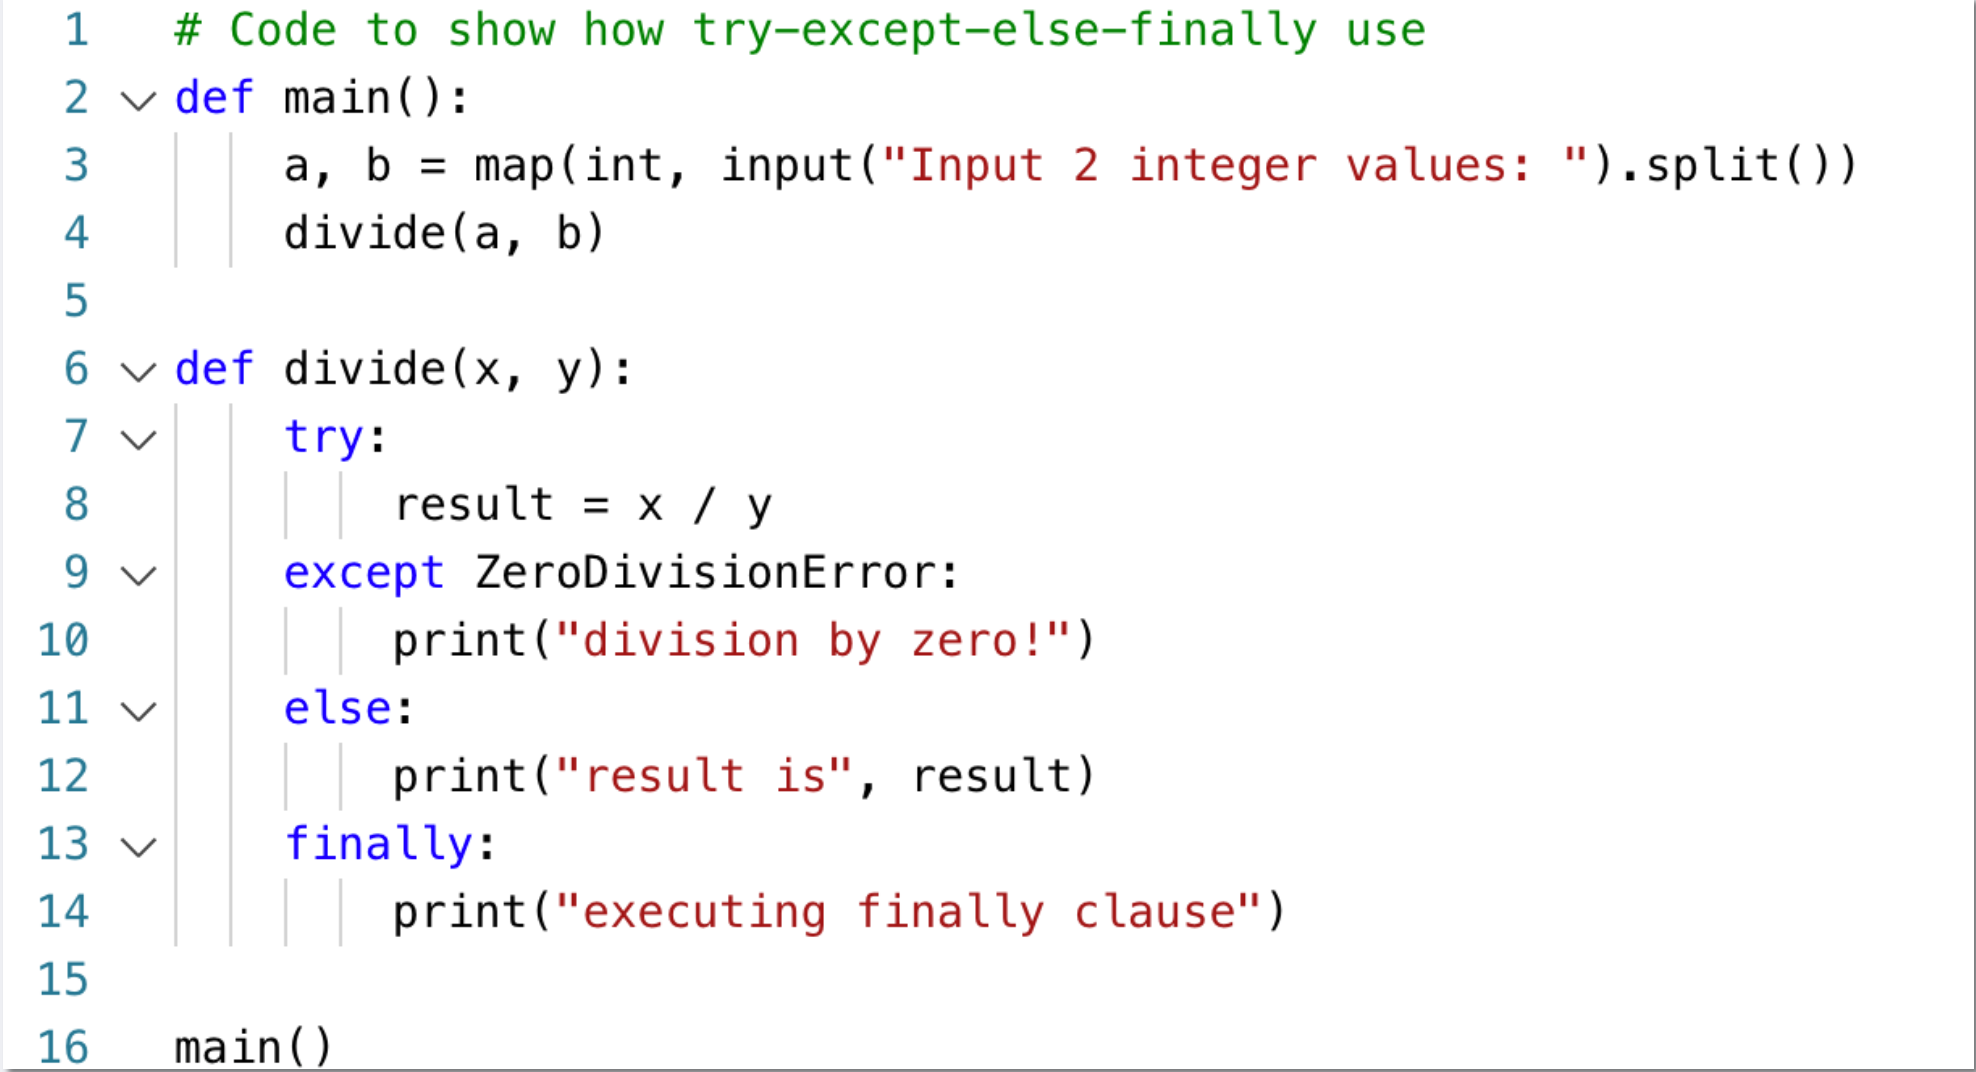 1 # Code to show how try-except-else-finally use
2 def main():
3     a, b = map(int, input("Input 2 integer values: ").split())
4     divide(a, b)
5
6 def divide(x, y):
7     try:
8         result = x / y
9     except ZeroDivisionError:
10         print("division by zero!")
11     else:
12         print("result is", result)
13     finally:
14         print("executing finally clause")
15
16 main()